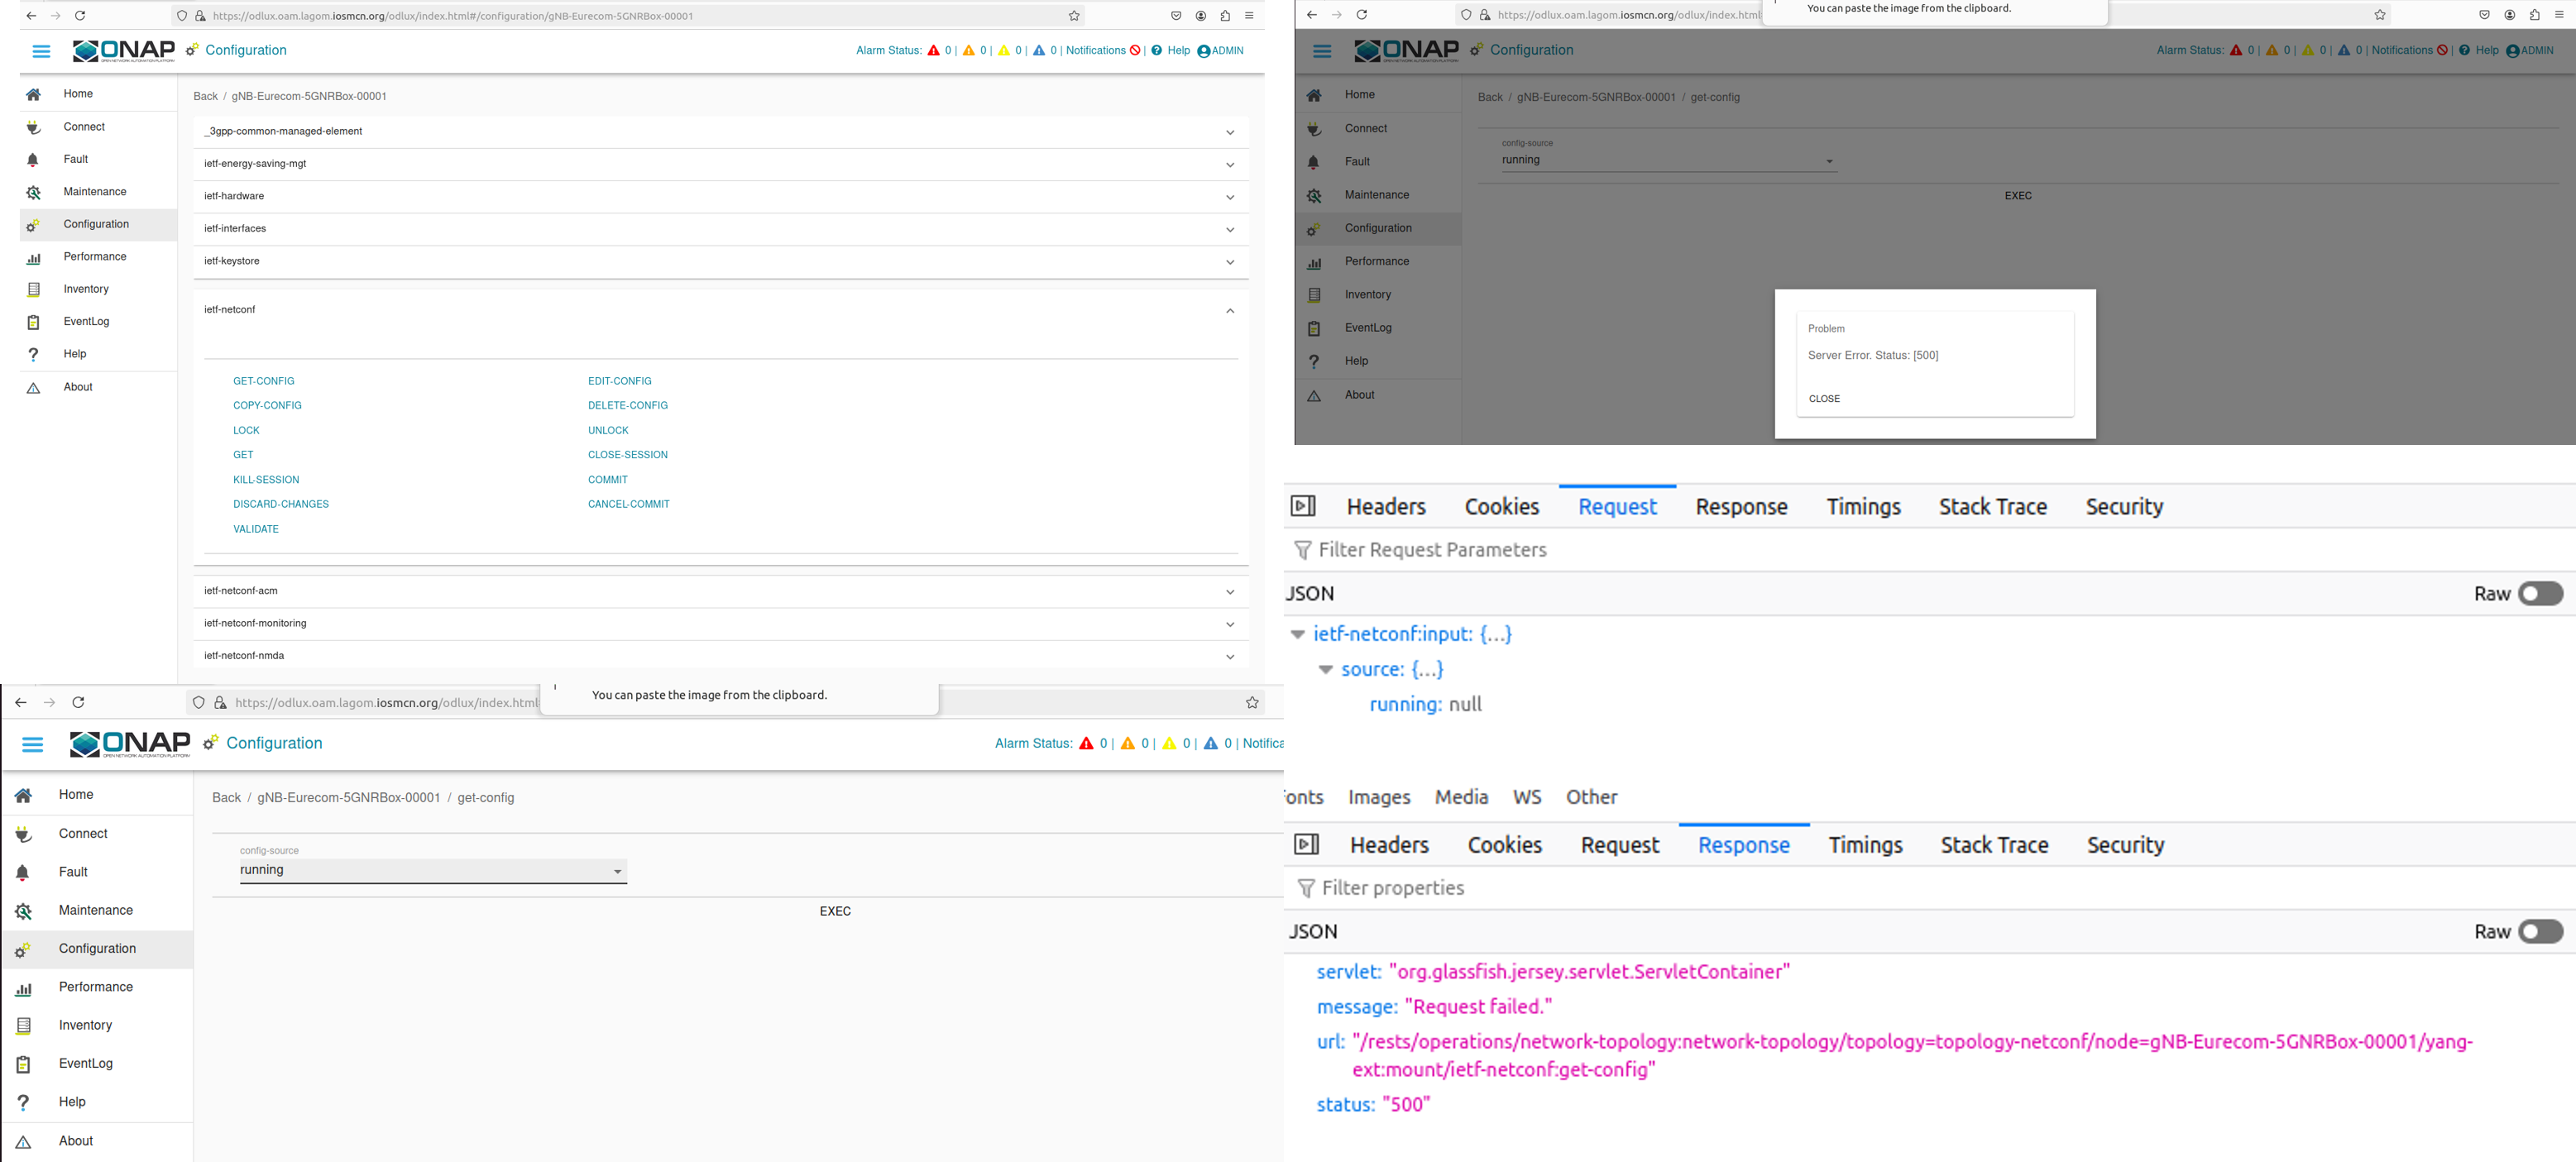 https://odlux.oam.lagom.iosmcn.org/odlux/index.html#/configuration/gNB-Eurecom-5GNRBox-00001
ONAP
OPEN NETWORK AUTOMATION PLATFORM
Configuration
Alarm Status: 0 | 0 | 0 | 0 | Notifications | Help ADMIN
Home
Connect
Fault
Maintenance
Configuration
Performance
Inventory
EventLog
Help
About
Back / gNB-Eurecom-5GNRBox-00001
_3gpp-common-managed-element
ietf-energy-saving-mgt
ietf-hardware
ietf-interfaces
ietf-keystore
ietf-netconf
GET-CONFIG EDIT-CONFIG
COPY-CONFIG DELETE-CONFIG
LOCK UNLOCK
GET CLOSE-SESSION
KILL-SESSION COMMIT
DISCARD-CHANGES CANCEL-COMMIT
VALIDATE
ietf-netconf-acm
ietf-netconf-monitoring
ietf-netconf-nmda
You can paste the image from the clipboard.
https://odlux.oam.lagom.iosmcn.org/odlux/index.html
ONAP
OPEN NETWORK AUTOMATION PLATFORM
Configuration
Alarm Status: 0 | 0 | 0 | 0 | Notifica
Home
Connect
Fault
Maintenance
Configuration
Performance
Inventory
EventLog
Help
About
Back / gNB-Eurecom-5GNRBox-00001 / get-config
config-source
running
EXEC
You can paste the image from the clipboard.
https://odlux.oam.lagom.iosmcn.org/odlux/index.html
ONAP
OPEN NETWORK AUTOMATION PLATFORM
Configuration
Alarm Status: 0 | 0 | 0 | 0 | Notifications | Help ADMIN
Home
Connect
Fault
Maintenance
Configuration
Performance
Inventory
EventLog
Help
About
Back / gNB-Eurecom-5GNRBox-00001 / get-config
config-source
running
EXEC
Problem
Server Error. Status: [500]
CLOSE
Headers Cookies Request Response Timings Stack Trace Security
Filter Request Parameters
JSON Raw
ietf-netconf:input: {...}
source: {...}
running: null
onts Images Media WS Other
Headers Cookies Request Response Timings Stack Trace Security
Filter properties
JSON Raw
servlet: "org.glassfish.jersey.servlet.ServletContainer"
message: "Request failed."
url: "/rests/operations/network-topology:network-topology/topology=topology-netconf/node=gNB-Eurecom-5GNRBox-00001/yang-
ext:mount/ietf-netconf:get-config"
status: "500"